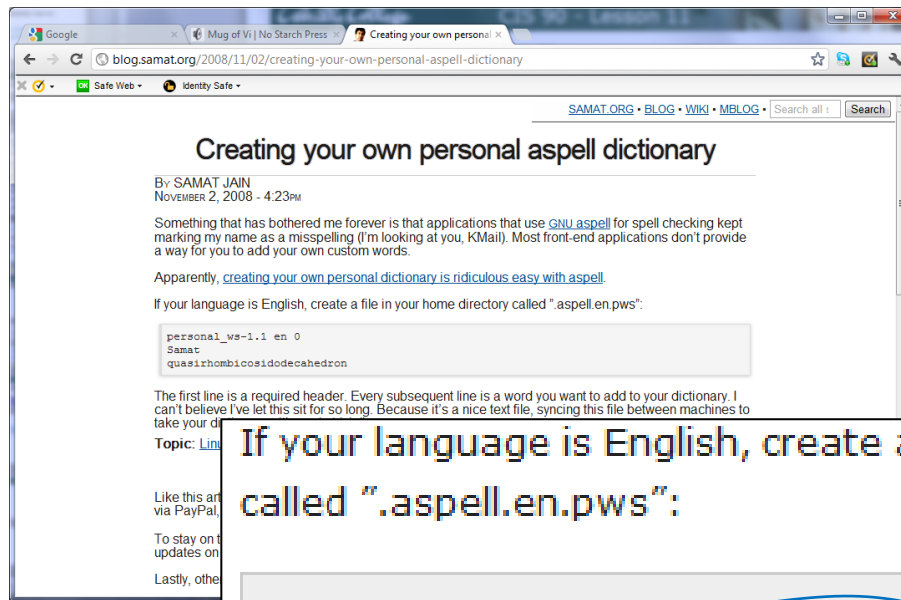 CIS 90 - Lesson 11
Google
Mug of Vi | No Starch Press
Creating your own personal
blog.samat.org/2008/11/02/creating-your-own-personal-aspell-dictionary
OK Safe Web
Identity Safe
SAMAT.ORG • BLOG • WIKI • MBLOG • Search all s Search
Creating your own personal aspell dictionary
By SAMAT JAIN
November 2, 2008 - 4:23pm
Something that has bothered me forever is that applications that use GNU aspell for spell checking kept
marking my name as a misspelling (I'm looking at you, KMail). Most front-end applications don't provide
a way for you to add your own custom words.
Apparently, creating your own personal dictionary is ridiculous easy with aspell.
If your language is English, create a file in your home directory called ".aspell.en.pws":
personal_ws-1.1 en 0
Samat
quasirhombicosidodecahedron
The first line is a required header. Every subsequent line is a word you want to add to your dictionary. I
can't believe I've let this sit for so long. Because it's a nice text file, syncing this file between machines to
take your di
Topic: Linu
Like this art
via PayPal,
To stay on t
updates on
Lastly, othe
If your language is English, create a
called ".aspell.en.pws":